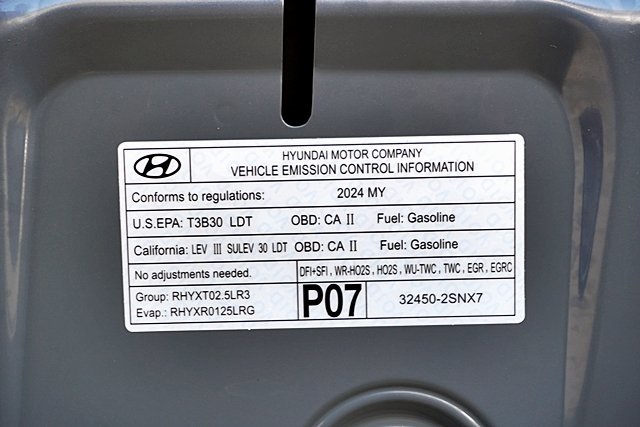 HYUNDAI MOTOR COMPANY
VEHICLE EMISSION CONTROL INFORMATION
Conforms to regulations: 2024 MY
U.S.EPA: T3B30 LDT OBD: CA II Fuel: Gasoline
California: LEV III SULEV 30 LDT OBD: CA II Fuel: Gasoline
No adjustments needed. DFI+SFI , WR-HO2S , HO2S , WU-TWC , TWC , EGR , EGRC
Group: RHYXT02.5LR3
Evap.: RHYXR0125LRG
P07
32450-2SNX7